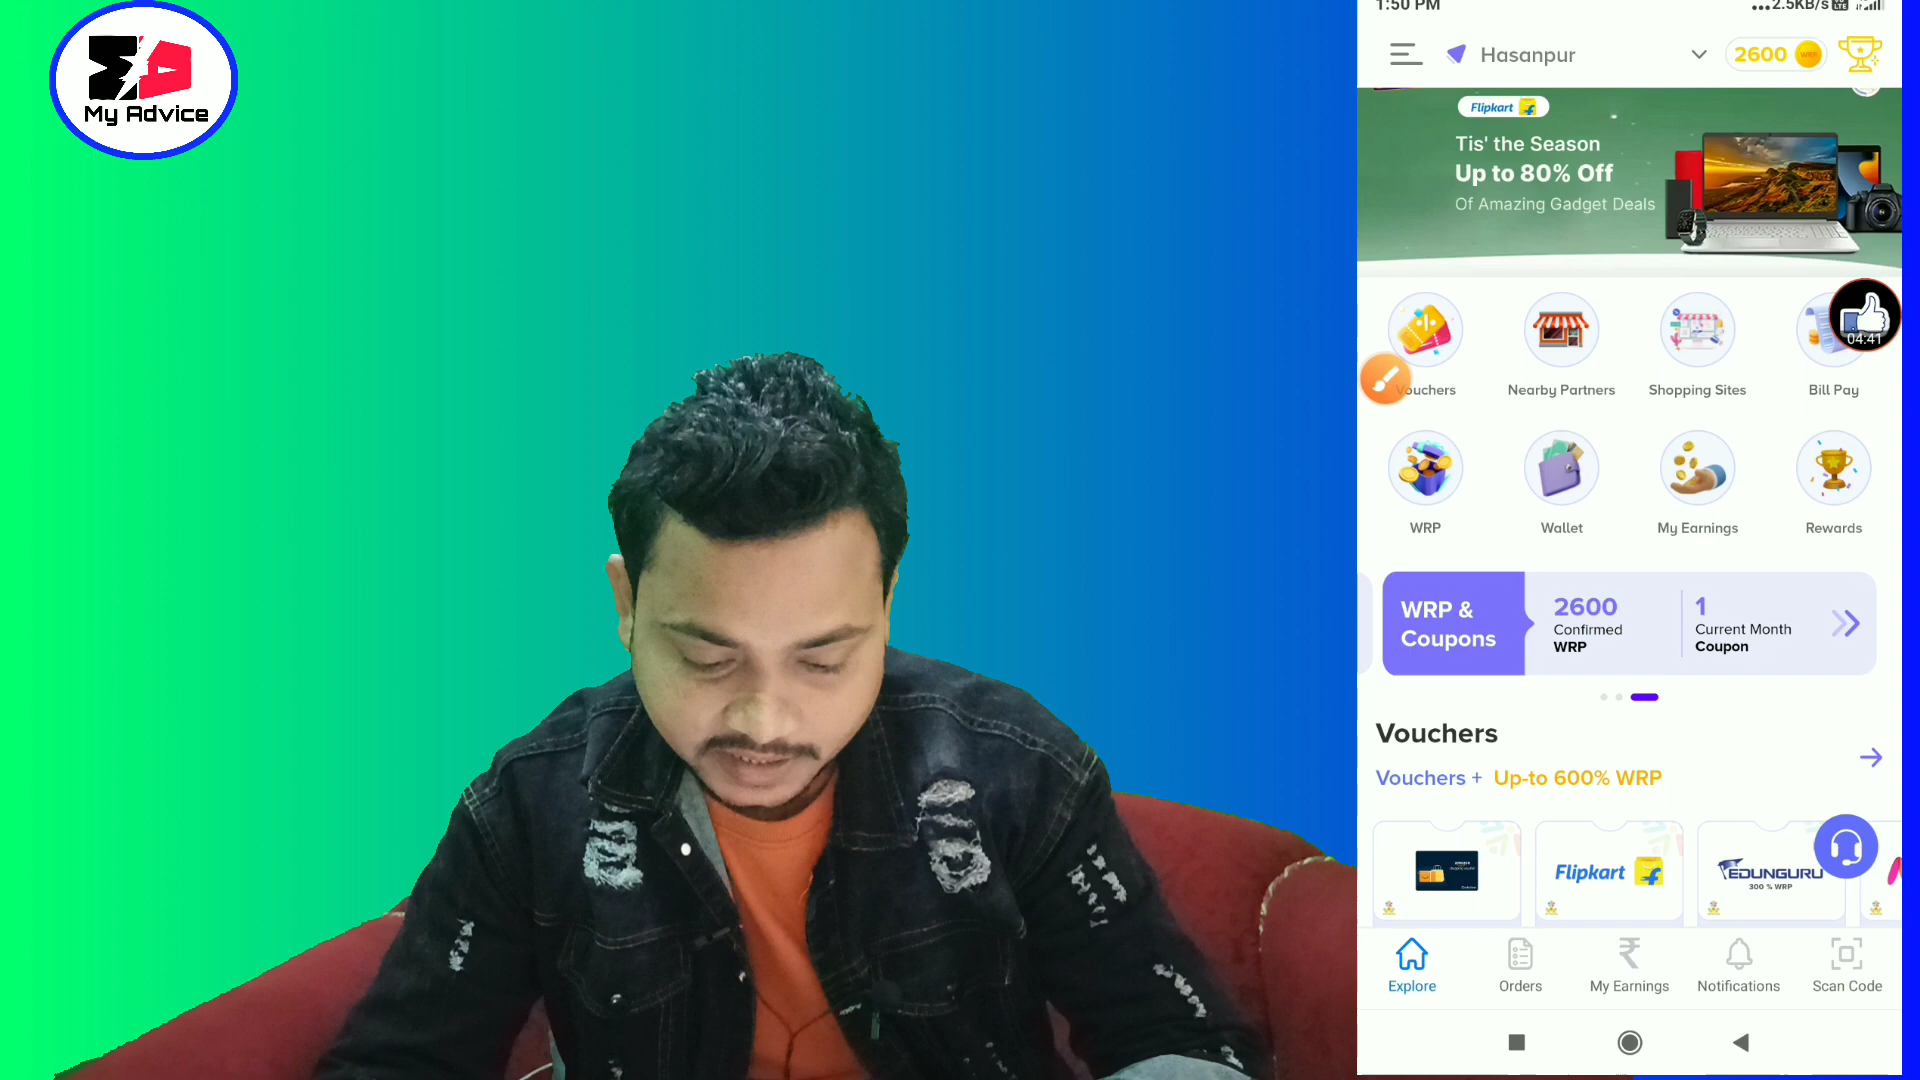 My Advice
1:50 PM
...2.5KB/s
Hasanpur
2600
Flipkart
Tis' the Season
Up to 80% Off
Of Amazing Gadget Deals
04:41
Vouchers
Nearby Partners
Shopping Sites
Bill Pay
WRP
Wallet
My Earnings
Rewards
WRP &
Coupons
2600
Confirmed
WRP
1
Current Month
Coupon
Vouchers
Vouchers + Up-to 600% WRP
Flipkart
EDUNGURU
300 % WRP
Explore
Orders
My Earnings
Notifications
Scan Code